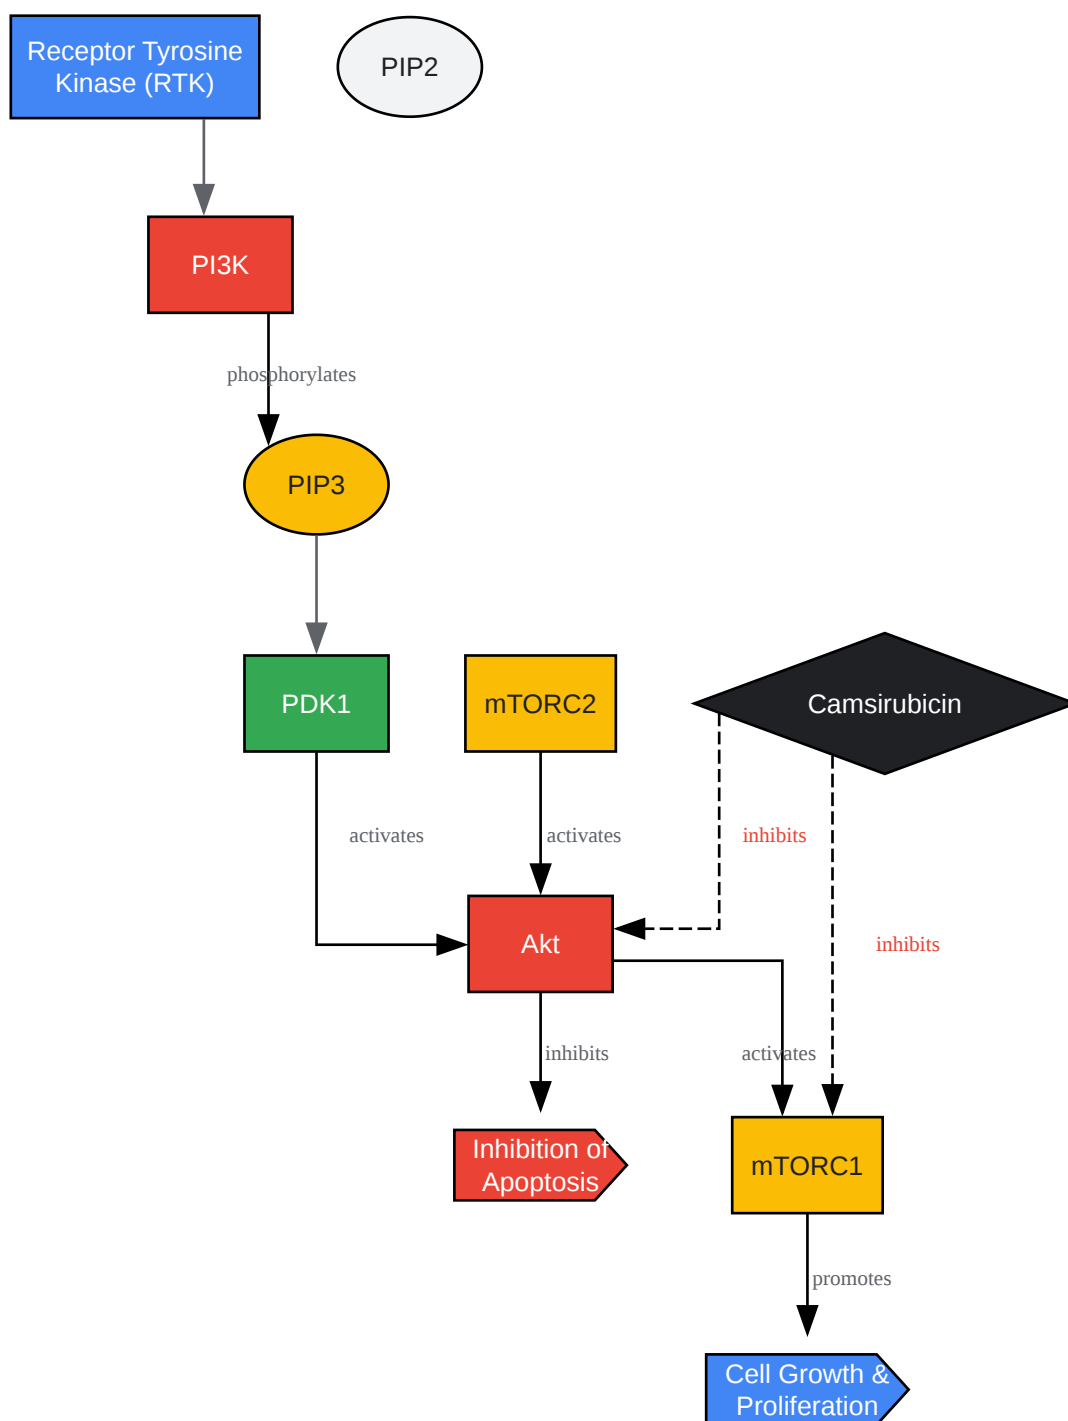 Receptor Tyrosine
Kinase (RTK)
PIP2
PI3K
phosphorylates
PIP3
PDK1
mTORC2
Camsirubicin
activates
activates
inhibits
Akt
inhibits
inhibits
activates
Inhibition of
Apoptosis
mTORC1
promotes
Cell Growth &
Proliferation